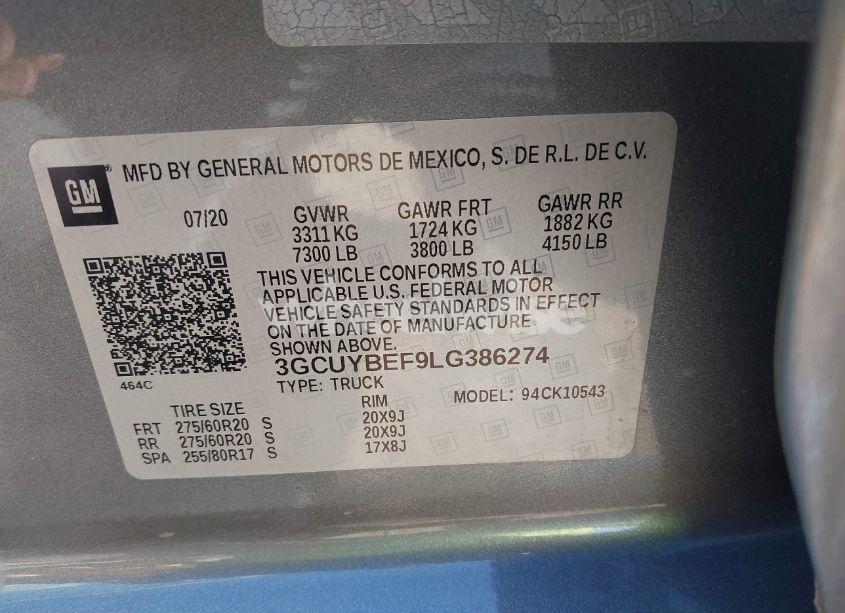 GM
MFD BY GENERAL MOTORS DE MEXICO, S. DE R.L. DE C.V.
07/20
GVWR GAWR FRT GAWR RR
3311 KG 1724 KG 1882 KG
7300 LB 3800 LB 4150 LB
THIS VEHICLE CONFORMS TO ALL
APPLICABLE U.S. FEDERAL MOTOR
VEHICLE SAFETY STANDARDS IN EFFECT
ON THE DATE OF MANUFACTURE
SHOWN ABOVE.
3GCUYBEF9LG386274
464C
TYPE: TRUCK
MODEL: 94CK10543
TIRE SIZE RIM
FRT 275/60R20 S 20X9J
RR 275/60R20 S 20X9J
SPA 255/80R17 S 17X8J